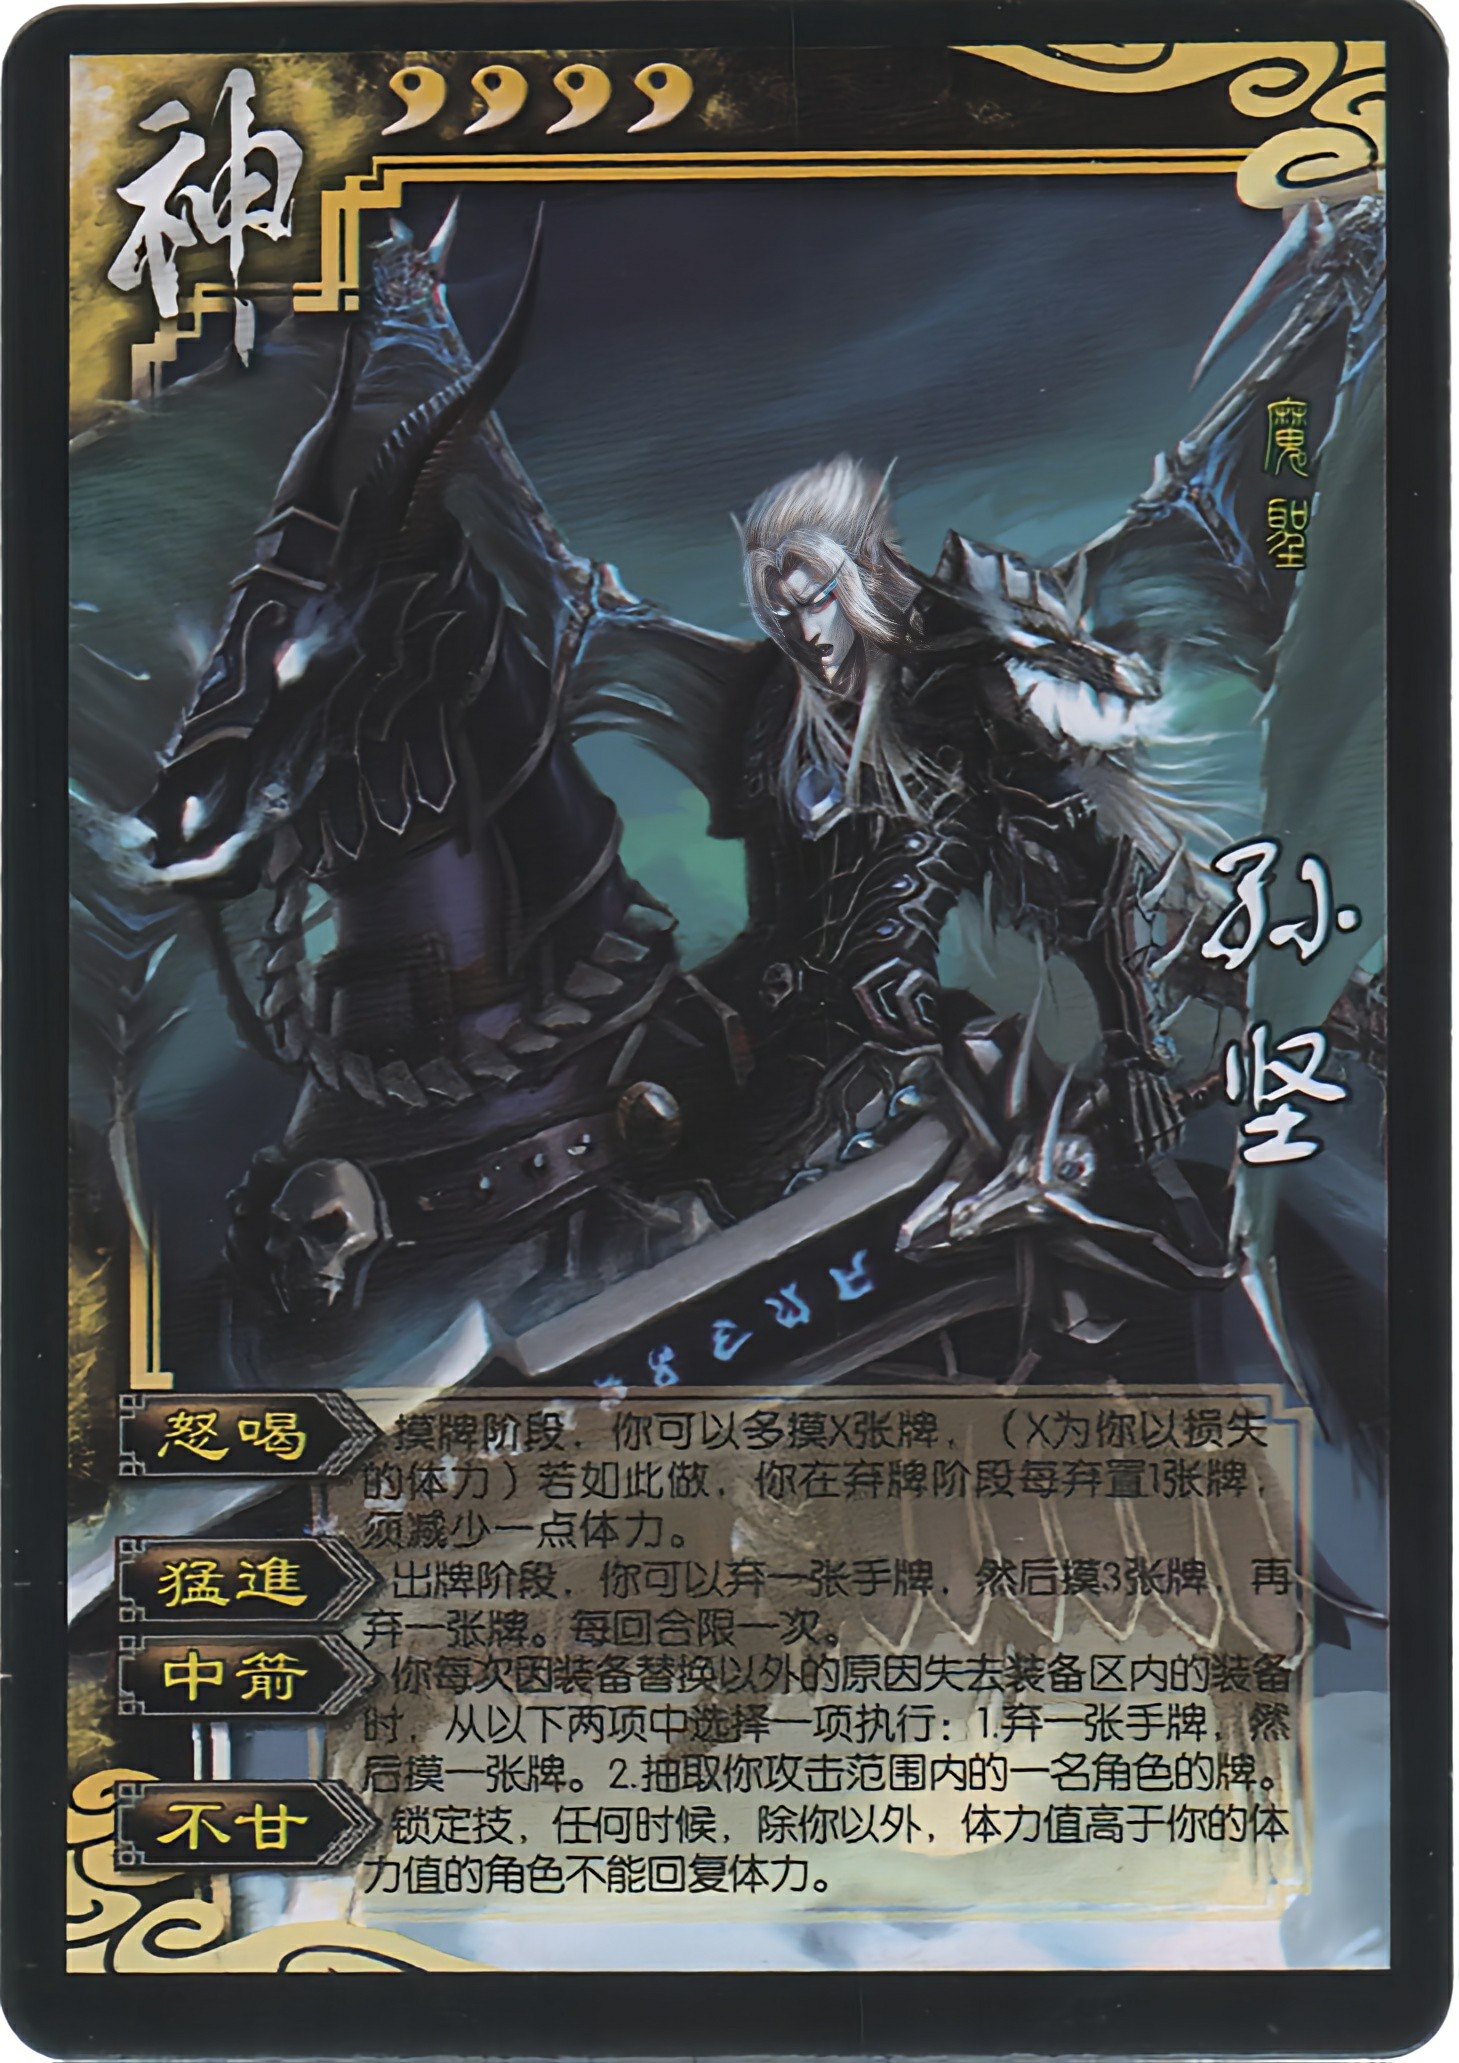 神
魔聖
孙坚
怒喝
摸牌阶段，你可以多摸X张牌，（X为你以损失
的体力）若如此做，你在弃牌阶段每弃置1张牌，
须减少一点体力。
猛進
出牌阶段，你可以弃一张手牌，然后摸3张牌，再
弃一张牌。每回合限一次。
中箭
你每次因装备替换以外的原因失去装备区内的装备
时，从以下两项中选择一项执行：1.弃一张手牌，然
后摸一张牌。2.抽取你攻击范围内的一名角色的牌。
不甘
锁定技，任何时候，除你以外，体力值高于你的体
力值的角色不能回复体力。